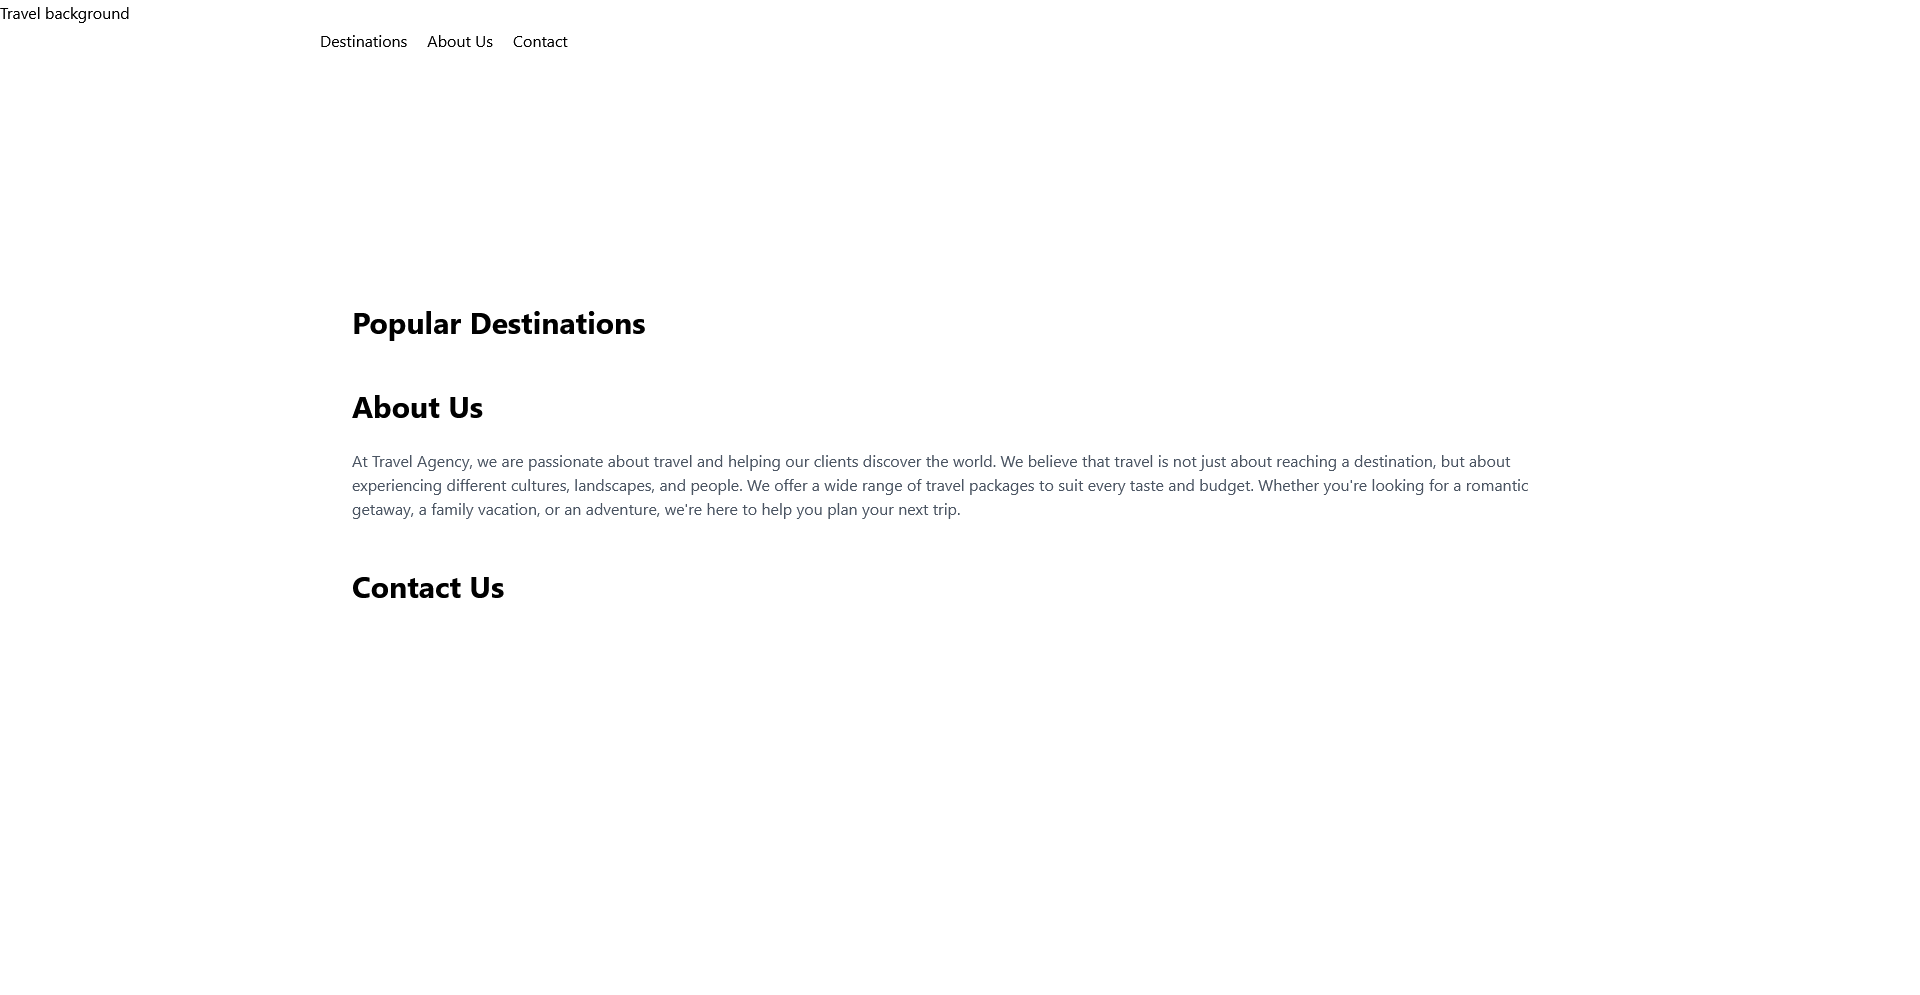 Travel background
Destinations About Us Contact
Popular Destinations
About Us
At Travel Agency, we are passionate about travel and helping our clients discover the world. We believe that travel is not just about reaching a destination, but about
experiencing different cultures, landscapes, and people. We offer a wide range of travel packages to suit every taste and budget. Whether you're looking for a romantic
getaway, a family vacation, or an adventure, we're here to help you plan your next trip.
Contact Us